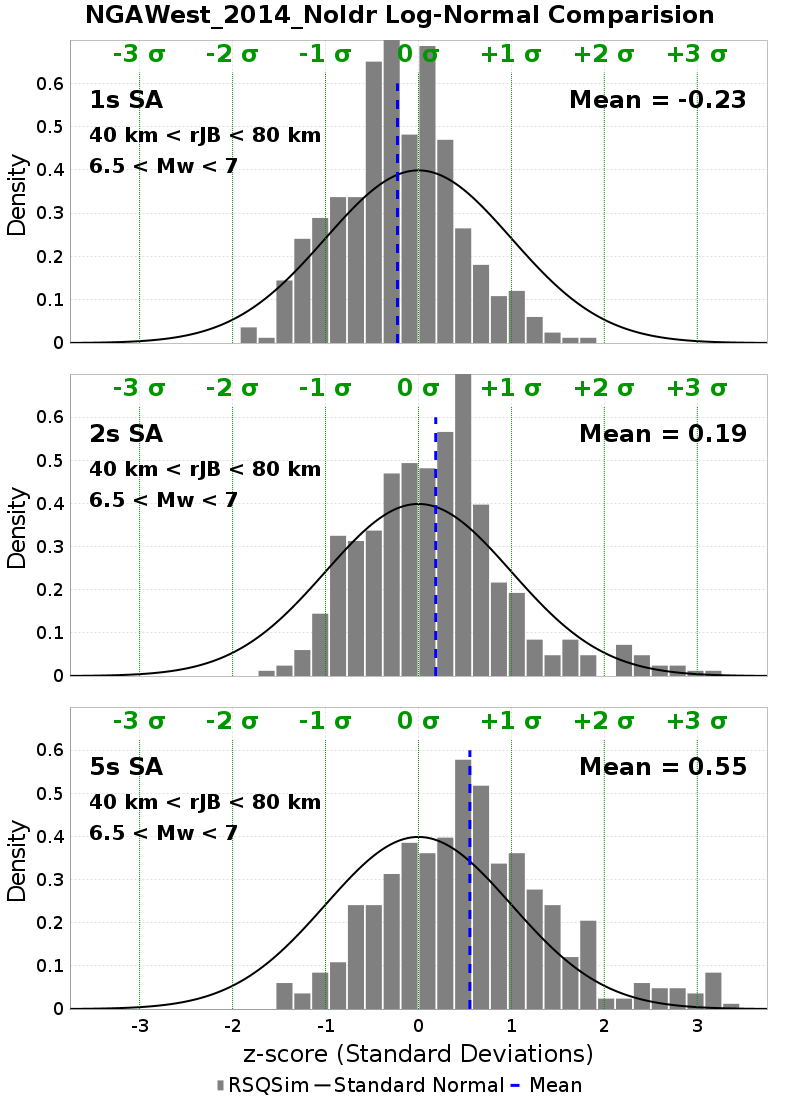 NGAWest_2014_NoIdr Log-Normal Comparision
-3 σ -2 σ -1 σ 0 σ +1 σ +2 σ +3 σ
1s SA Mean = -0.23
40 km < rJB < 80 km
6.5 < Mw < 7
Density
0.6
0.5
0.4
0.3
0.2
0.1
0
-3 σ -2 σ -1 σ 0 σ +1 σ +2 σ +3 σ
2s SA Mean = 0.19
40 km < rJB < 80 km
6.5 < Mw < 7
Density
0.6
0.5
0.4
0.3
0.2
0.1
0
-3 σ -2 σ -1 σ 0 σ +1 σ +2 σ +3 σ
5s SA Mean = 0.55
40 km < rJB < 80 km
6.5 < Mw < 7
Density
0.6
0.5
0.4
0.3
0.2
0.1
0
-3 -2 -1 0 1 2 3
z-score (Standard Deviations)
RSQSim Standard Normal Mean